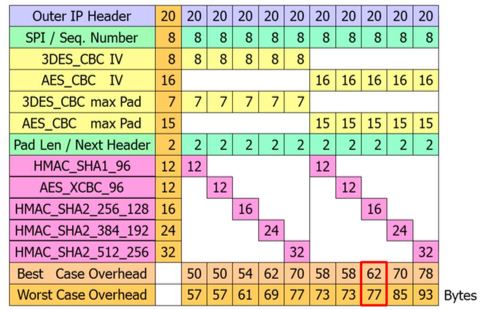 Outer IP Header 20 20 20 20 20 20 20 20 20 20 20
SPI / Seq. Number 8 8 8 8 8 8 8 8 8 8 8
3DES_CBC IV 8 8 8 8 8 8
AES_CBC IV 16 16 16 16 16 16
3DES_CBC max Pad 7 7 7 7 7 7
AES_CBC max Pad 15 15 15 15 15 15
Pad Len / Next Header 2 2 2 2 2 2 2 2 2 2 2
HMAC_SHA1_96 12 12 12
AES_XCBC_96 12 12 12
HMAC_SHA2_256_128 16 16 16
HMAC_SHA2_384_192 24 24 24
HMAC_SHA2_512_256 32 32 32
Best Case Overhead 50 50 54 62 70 58 58 62 70 78
Worst Case Overhead 57 57 61 69 77 73 73 77 85 93 Bytes